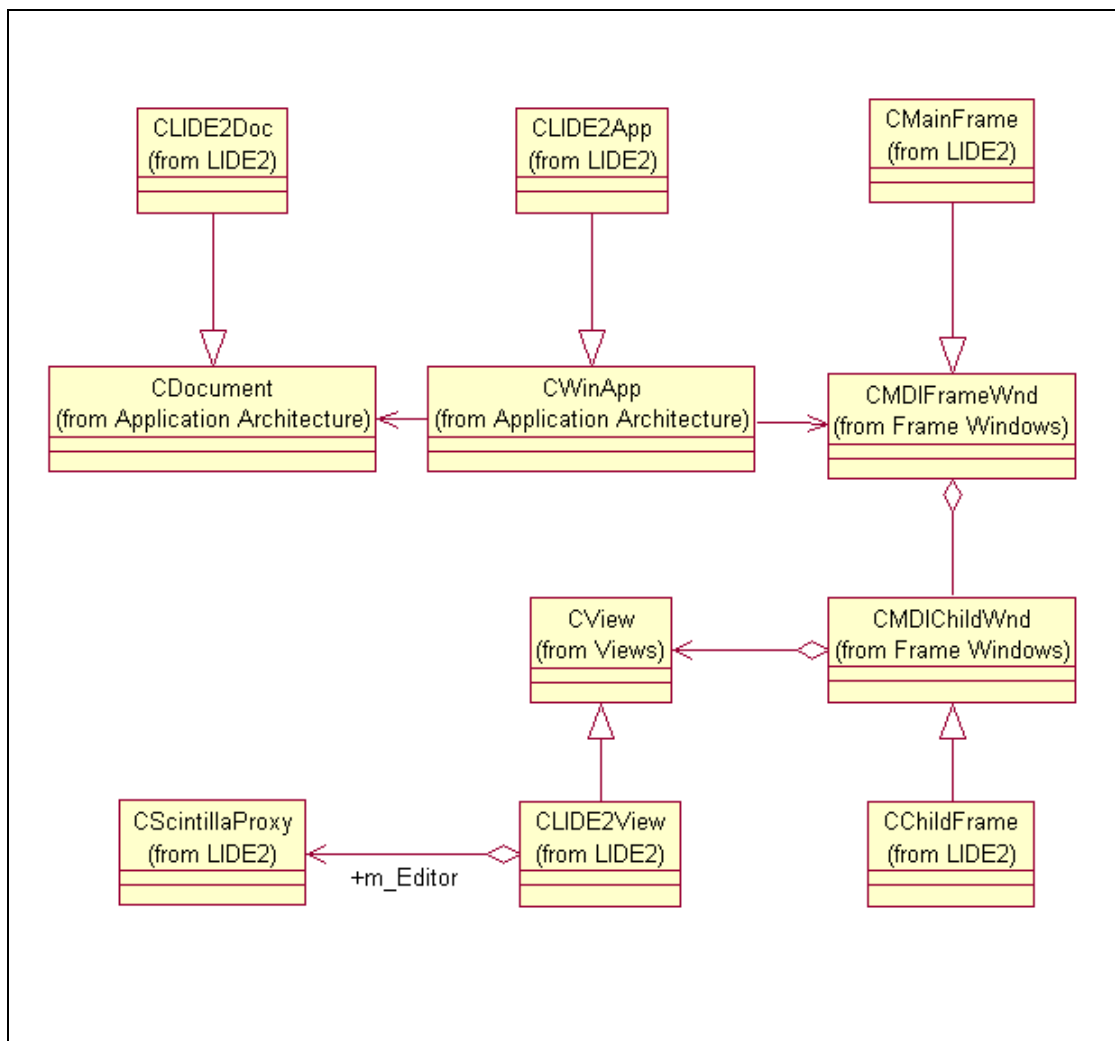 CLIDE2Doc
(from LIDE2)
CLIDE2App
(from LIDE2)
CMainFrame
(from LIDE2)
CDocument
(from Application Architecture)
CWinApp
(from Application Architecture)
CMDIFrameWnd
(from Frame Windows)
CView
(from Views)
CMDIChildWnd
(from Frame Windows)
CScintillaProxy
(from LIDE2)
+m_Editor
CLIDE2View
(from LIDE2)
CChildFrame
(from LIDE2)